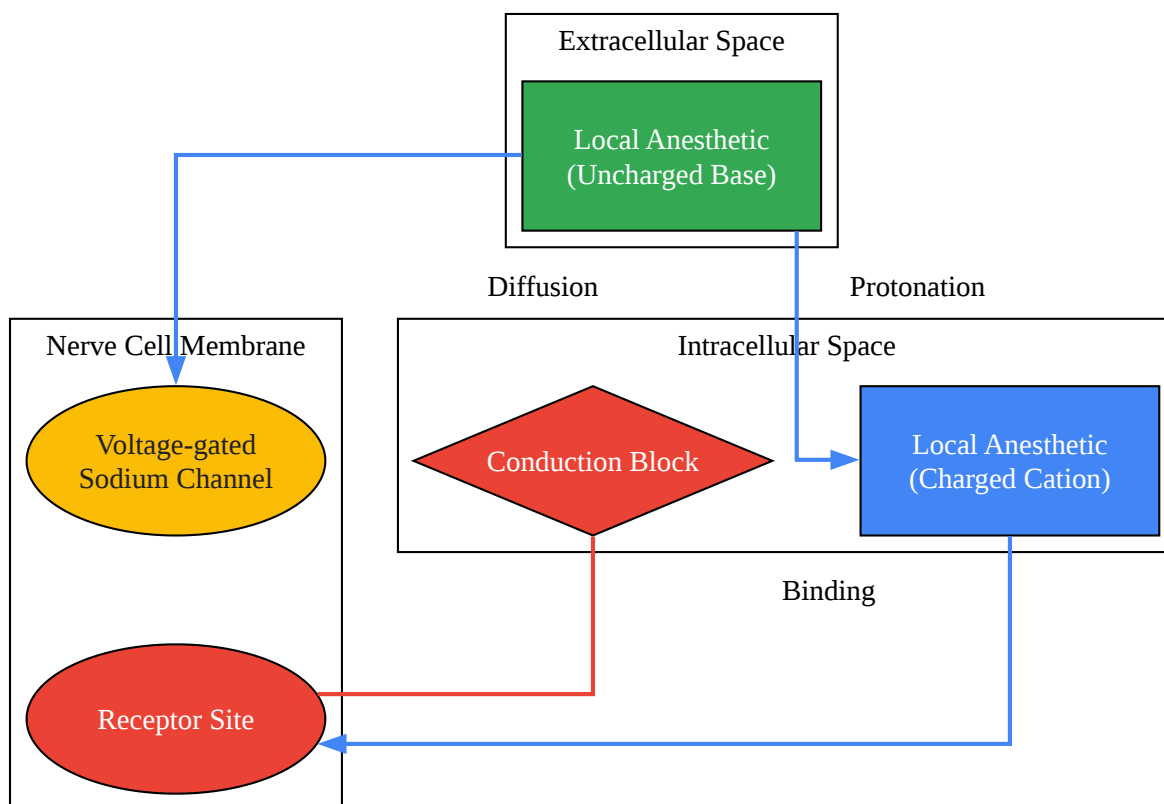 Extracellular Space
Local Anesthetic
(Uncharged Base)
Diffusion
Protonation
Nerve Cell Membrane
Intracellular Space
Voltage-gated
Sodium Channel
Conduction Block
Local Anesthetic
(Charged Cation)
Binding
Receptor Site